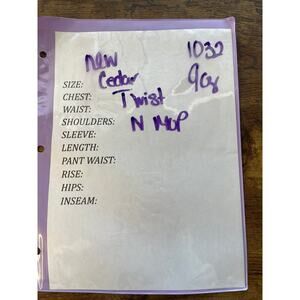 New 1032
Cedar 9oz
Twist
N MOP
SIZE:
CHEST:
WAIST:
SHOULDERS:
SLEEVE:
LENGTH:
PANT WAIST:
RISE:
HIPS:
INSEAM: